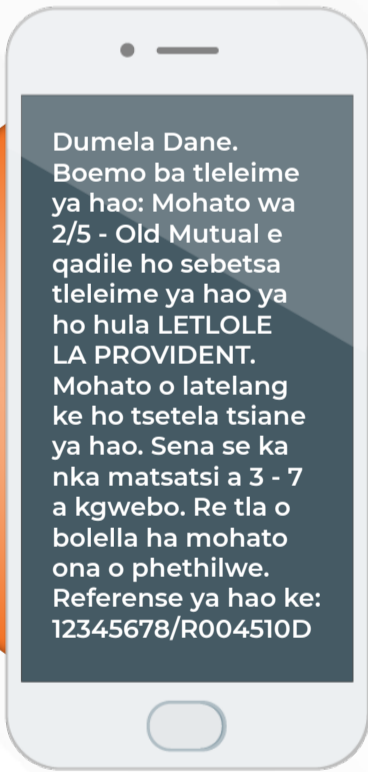 Dumela Dane.
Boemo ba tleleime
ya hao: Mohato wa
2/5 - Old Mutual e
qadile ho sebetsa
tleleime ya hao ya
ho hula LETLOLE
LA PROVIDENT.
Mohato o latelang
ke ho tsetela tsiane
ya hao. Sena se ka
nka matsatsi a 3 - 7
a kgwebo. Re tla o
bolella ha mohato
ona o phethilwe.
Referense ya hao ke:
12345678/R004510D